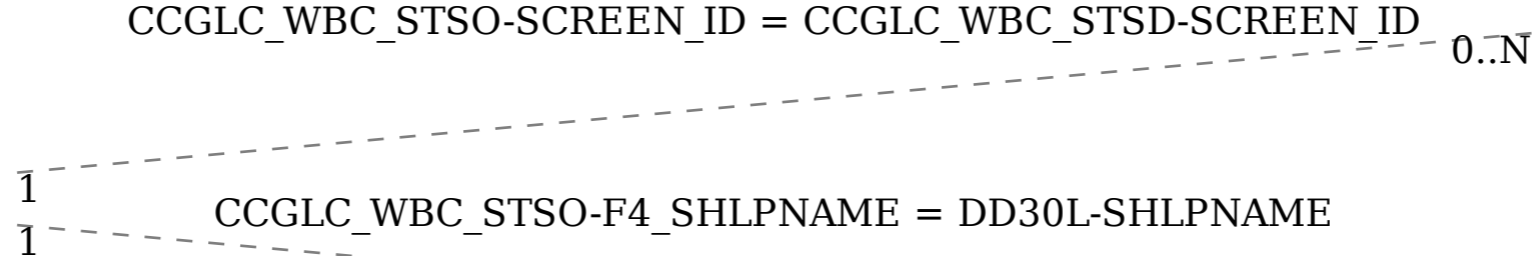 CCGLC_WBC_STSO-SCREEN_ID = CCGLC_WBC_STSD-SCREEN_ID
0..N
1
CCGLC_WBC_STSO-F4_SHLPNAME = DD30L-SHLPNAME
1